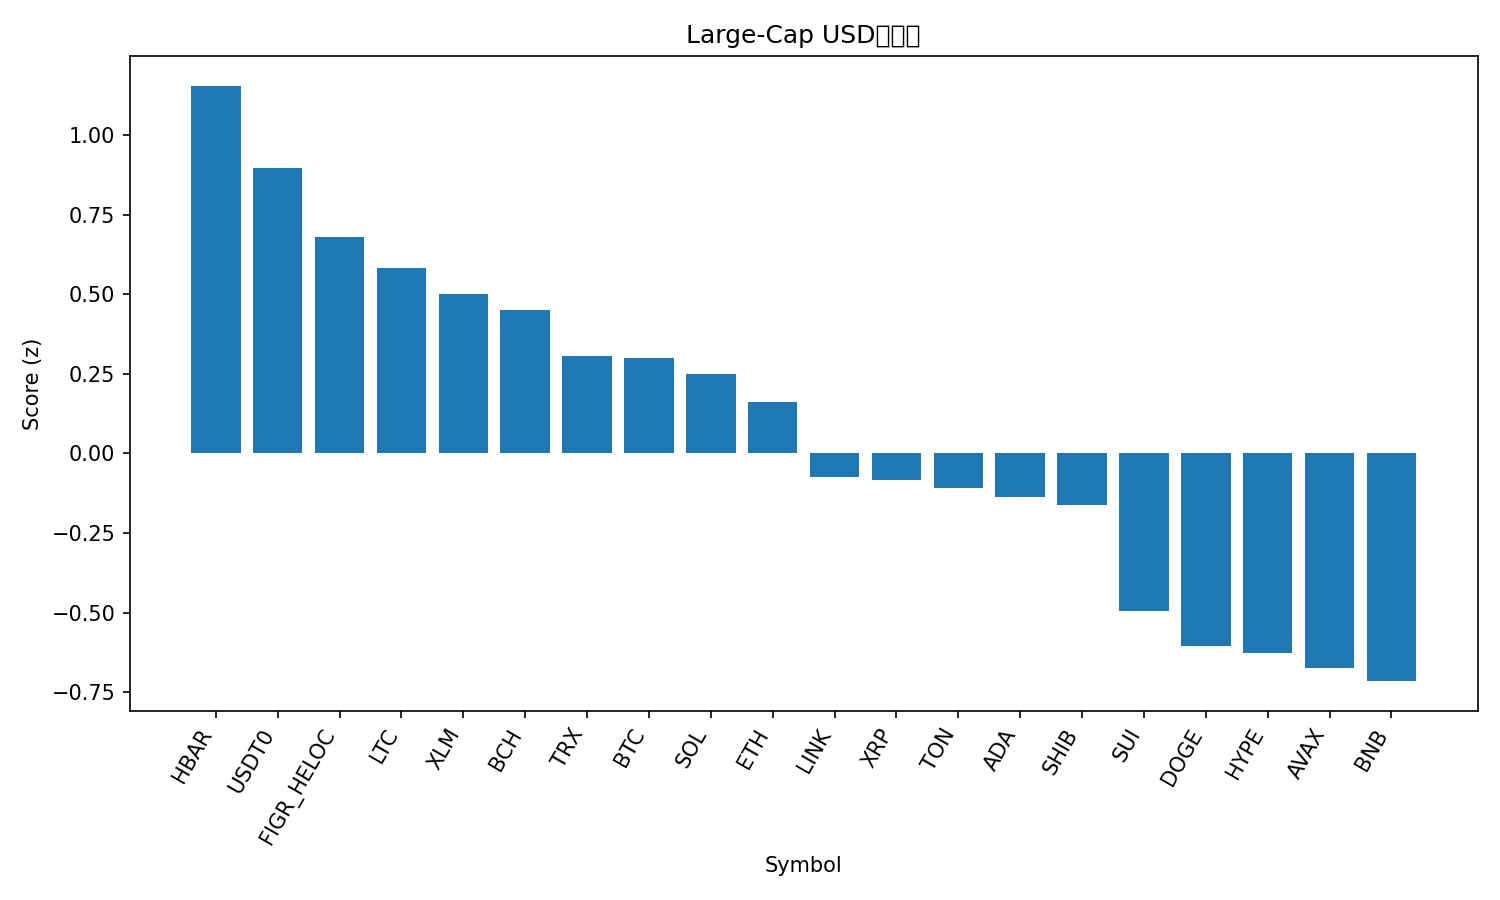 Large-Cap USD
Score (z)
1.00
0.75
0.50
0.25
0.00
−0.25
−0.50
−0.75
HBAR
USDT0
FIGR_HELOC
LTC
XLM
BCH
TRX
BTC
SOL
ETH
LINK
XRP
TON
ADA
SHIB
SUI
DOGE
HYPE
AVAX
BNB
Symbol